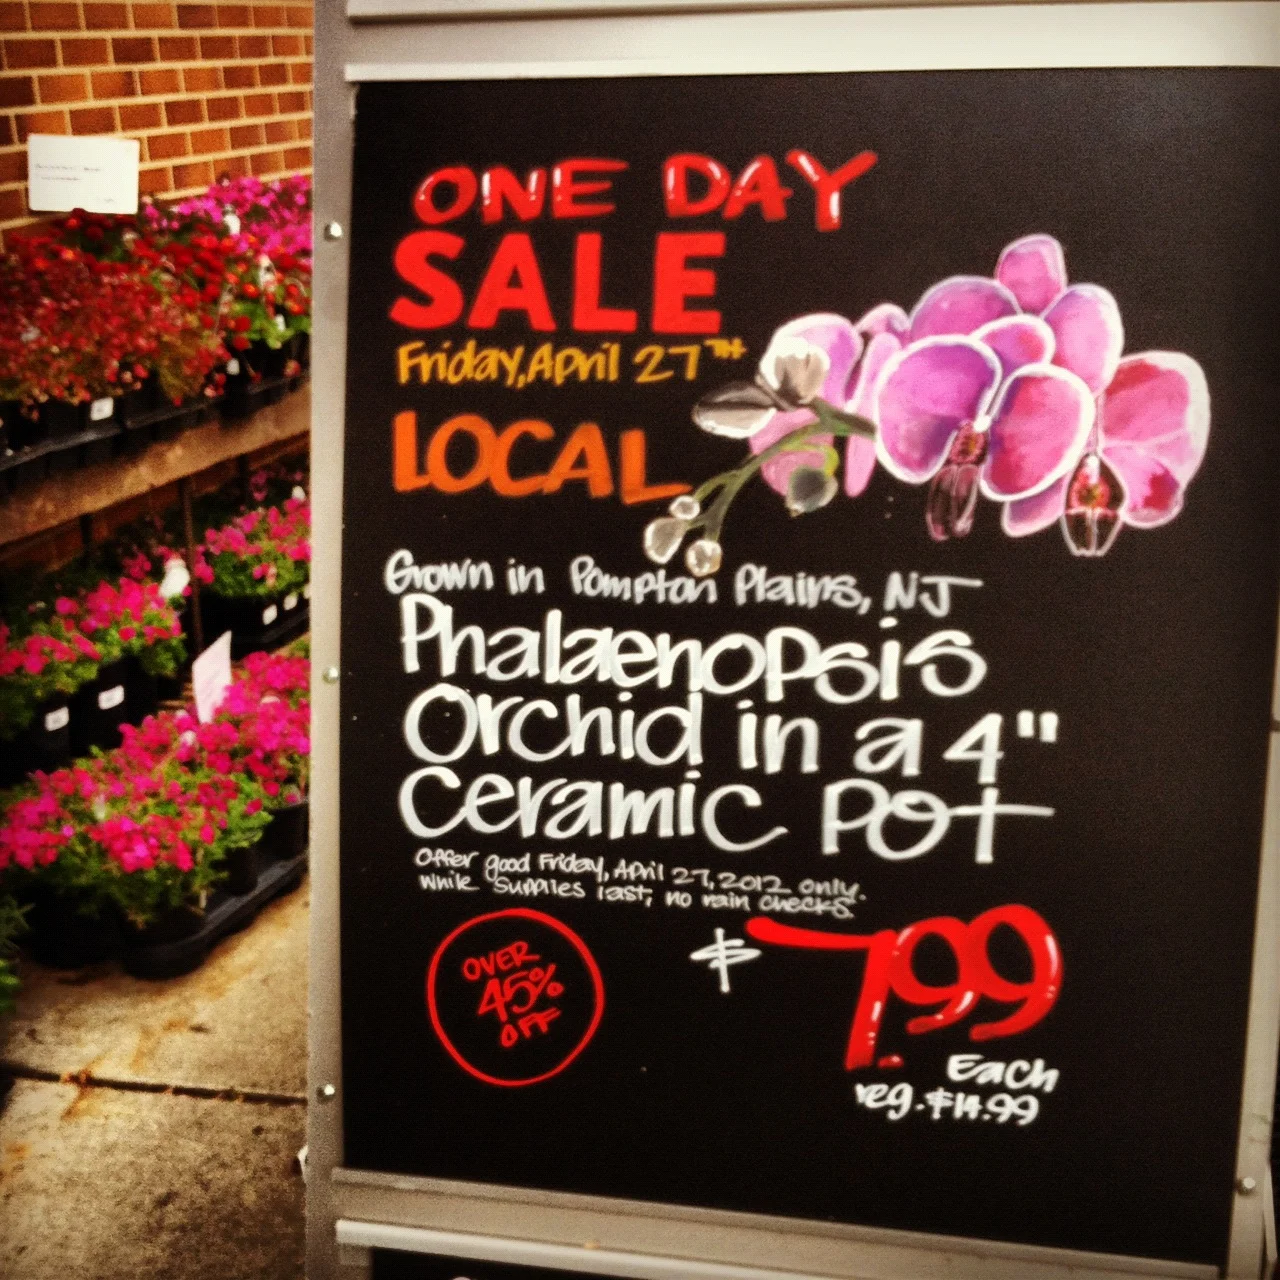 ONE DAY
SALE
Friday, April 27TH
LOCAL
Grown in Pompton Plains, NJ
Phalaenopsis
Orchid in a 4"
Ceramic Pot
Offer good Friday, April 27, 2012 only.
While supplies last, no rain checks.
OVER
45%
OFF
$7.99
Each
reg. $14.99